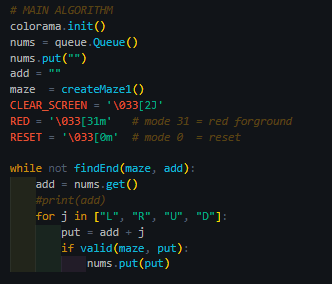 # MAIN ALGORITHM
colorama.init()
nums = queue.Queue()
nums.put("")
add = ""
maze  = createMaze1()
CLEAR_SCREEN = '\033[2J'
RED = '\033[31m'   # mode 31 = red forground
RESET = '\033[0m'  # mode 0  = reset

while not findEnd(maze, add):
    add = nums.get()
    #print(add)
    for j in ["L", "R", "U", "D"]:
        put = add + j
        if valid(maze, put):
            nums.put(put)